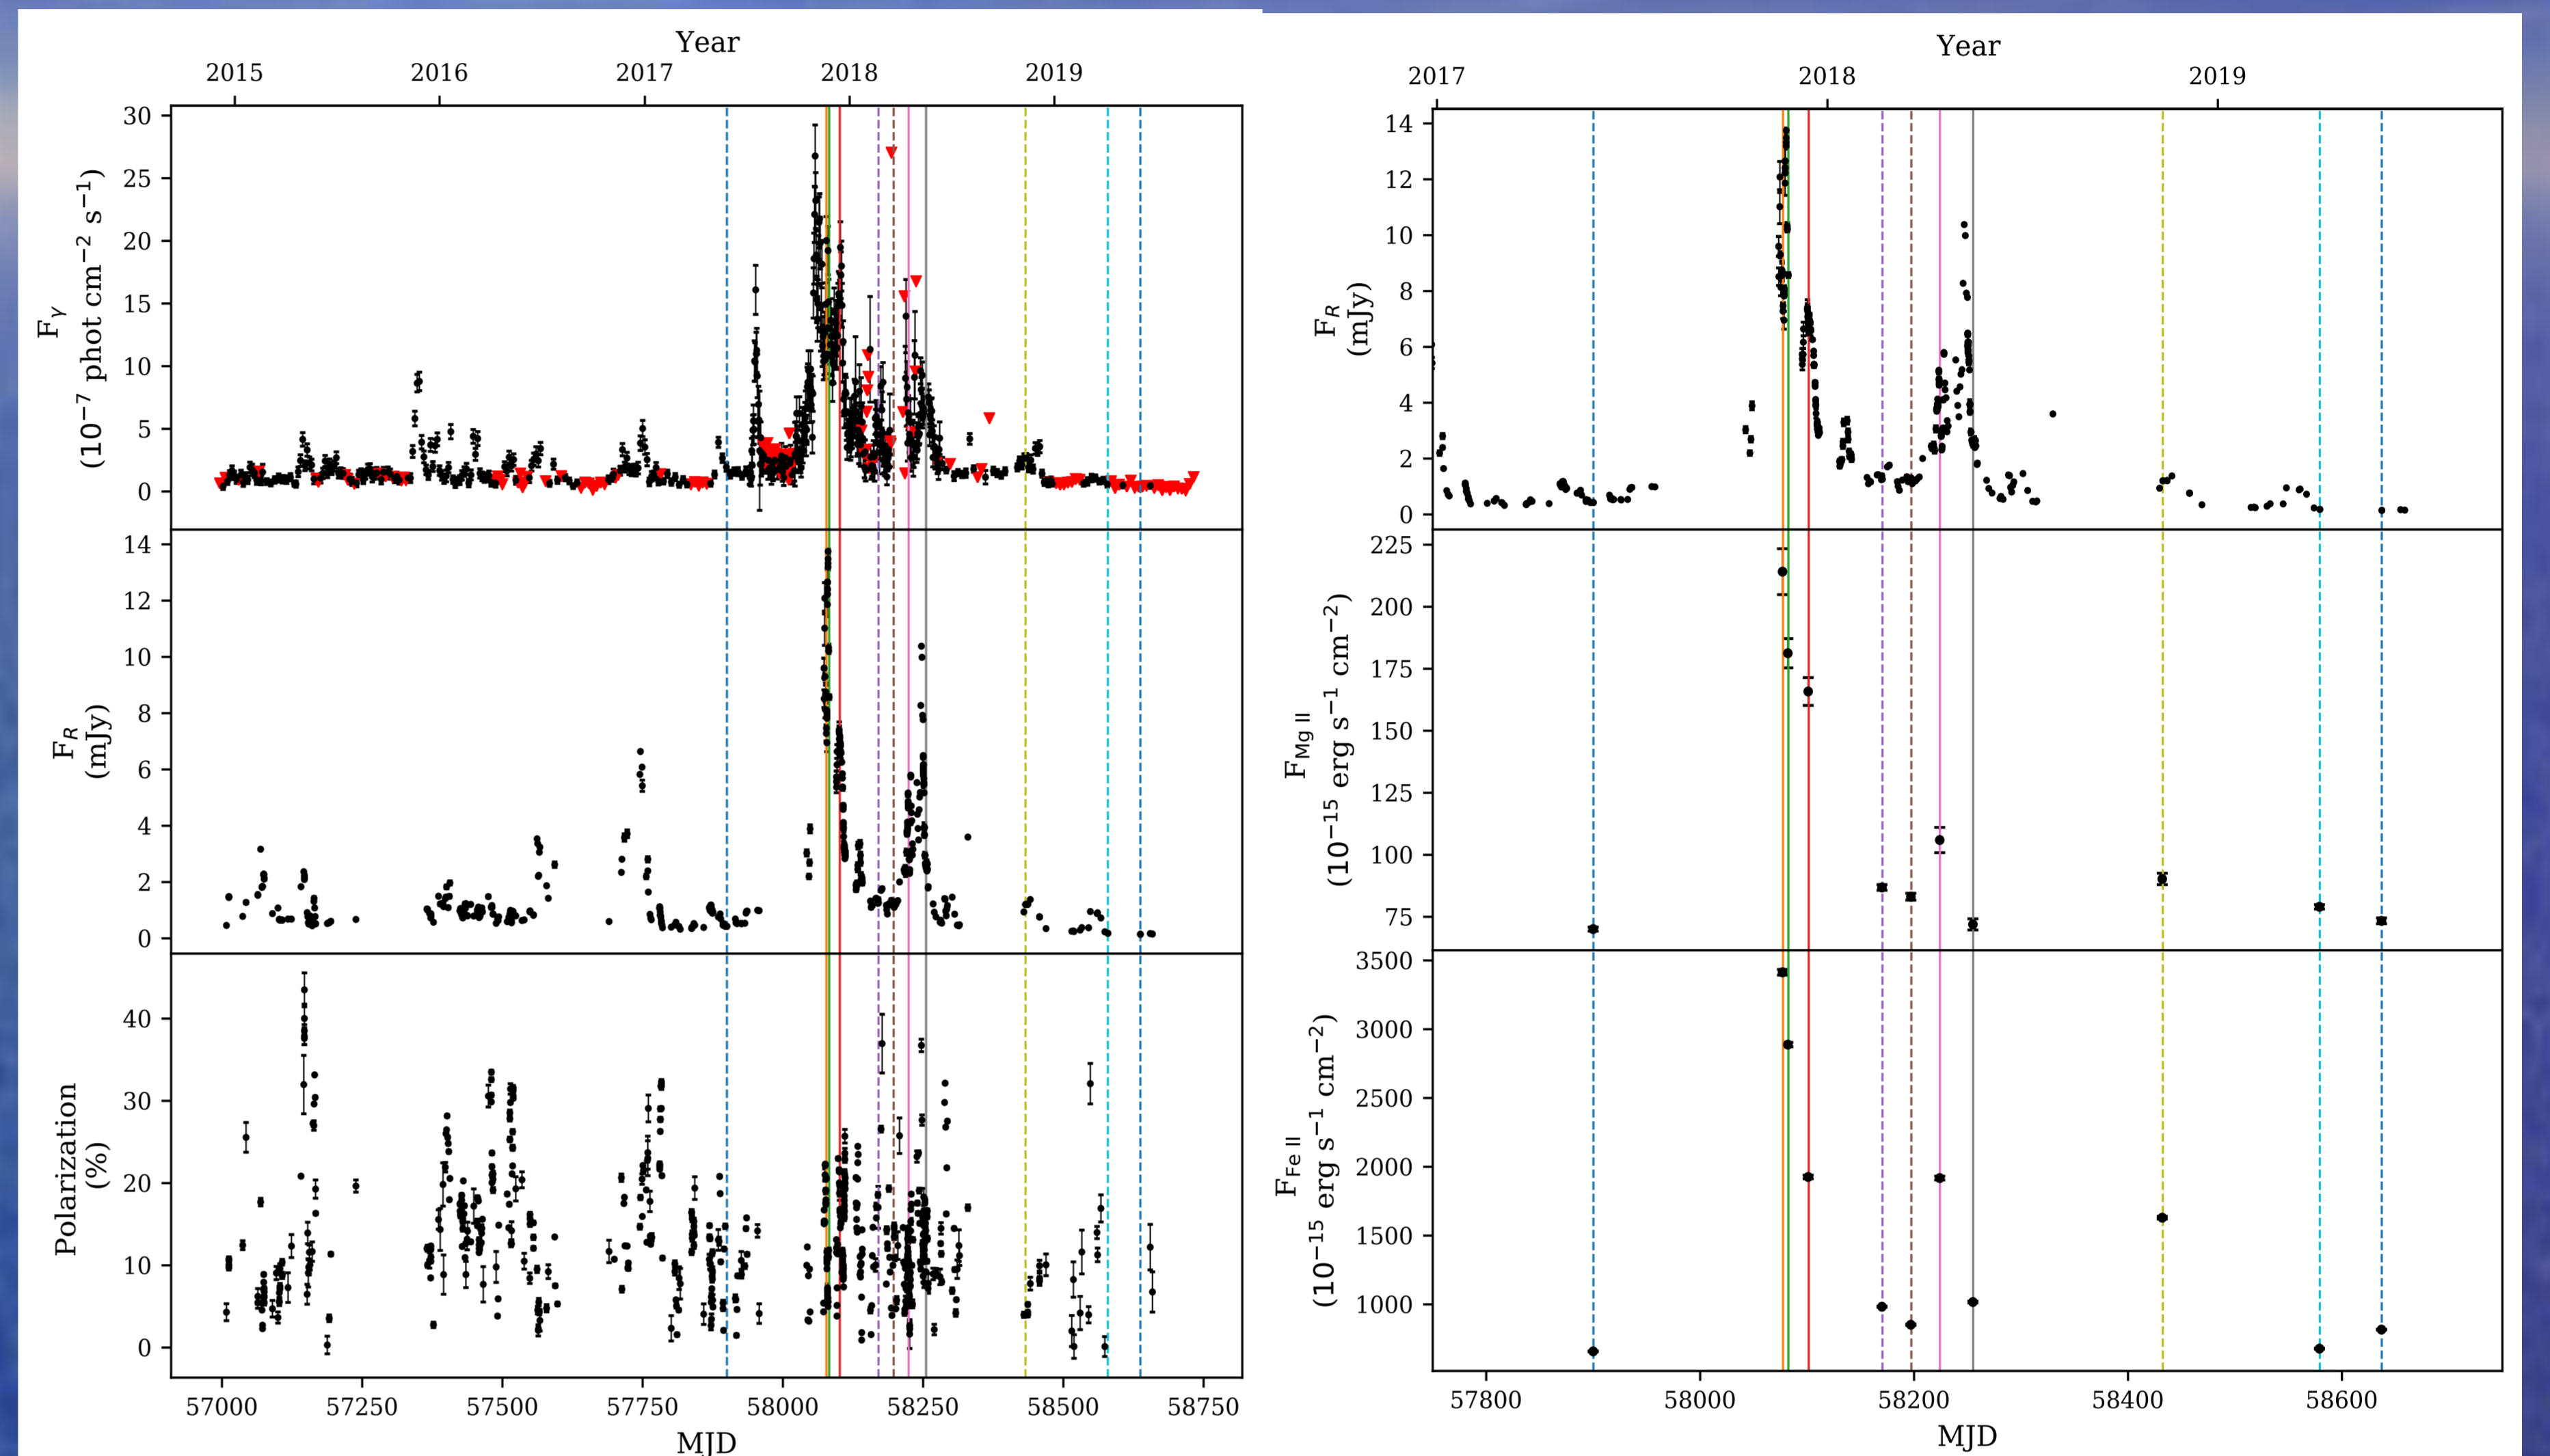 Year
2015 2016 2017 2018 2019
F_γ
(10⁻⁷ phot cm⁻² s⁻¹)
30
25
20
15
10
5
0
F_R
(mJy)
14
12
10
8
6
4
2
0
Polarization
(%)
40
30
20
10
0
57000 57250 57500 57750 58000 58250 58500 58750
MJD
Year
2017 2018 2019
F_R
(mJy)
14
12
10
8
6
4
2
0
F_Mg II
(10⁻¹⁵ erg s⁻¹ cm⁻²)
225
200
175
150
125
100
75
F_Fe II
(10⁻¹⁵ erg s⁻¹ cm⁻²)
3500
3000
2500
2000
1500
1000
57800 58000 58200 58400 58600
MJD